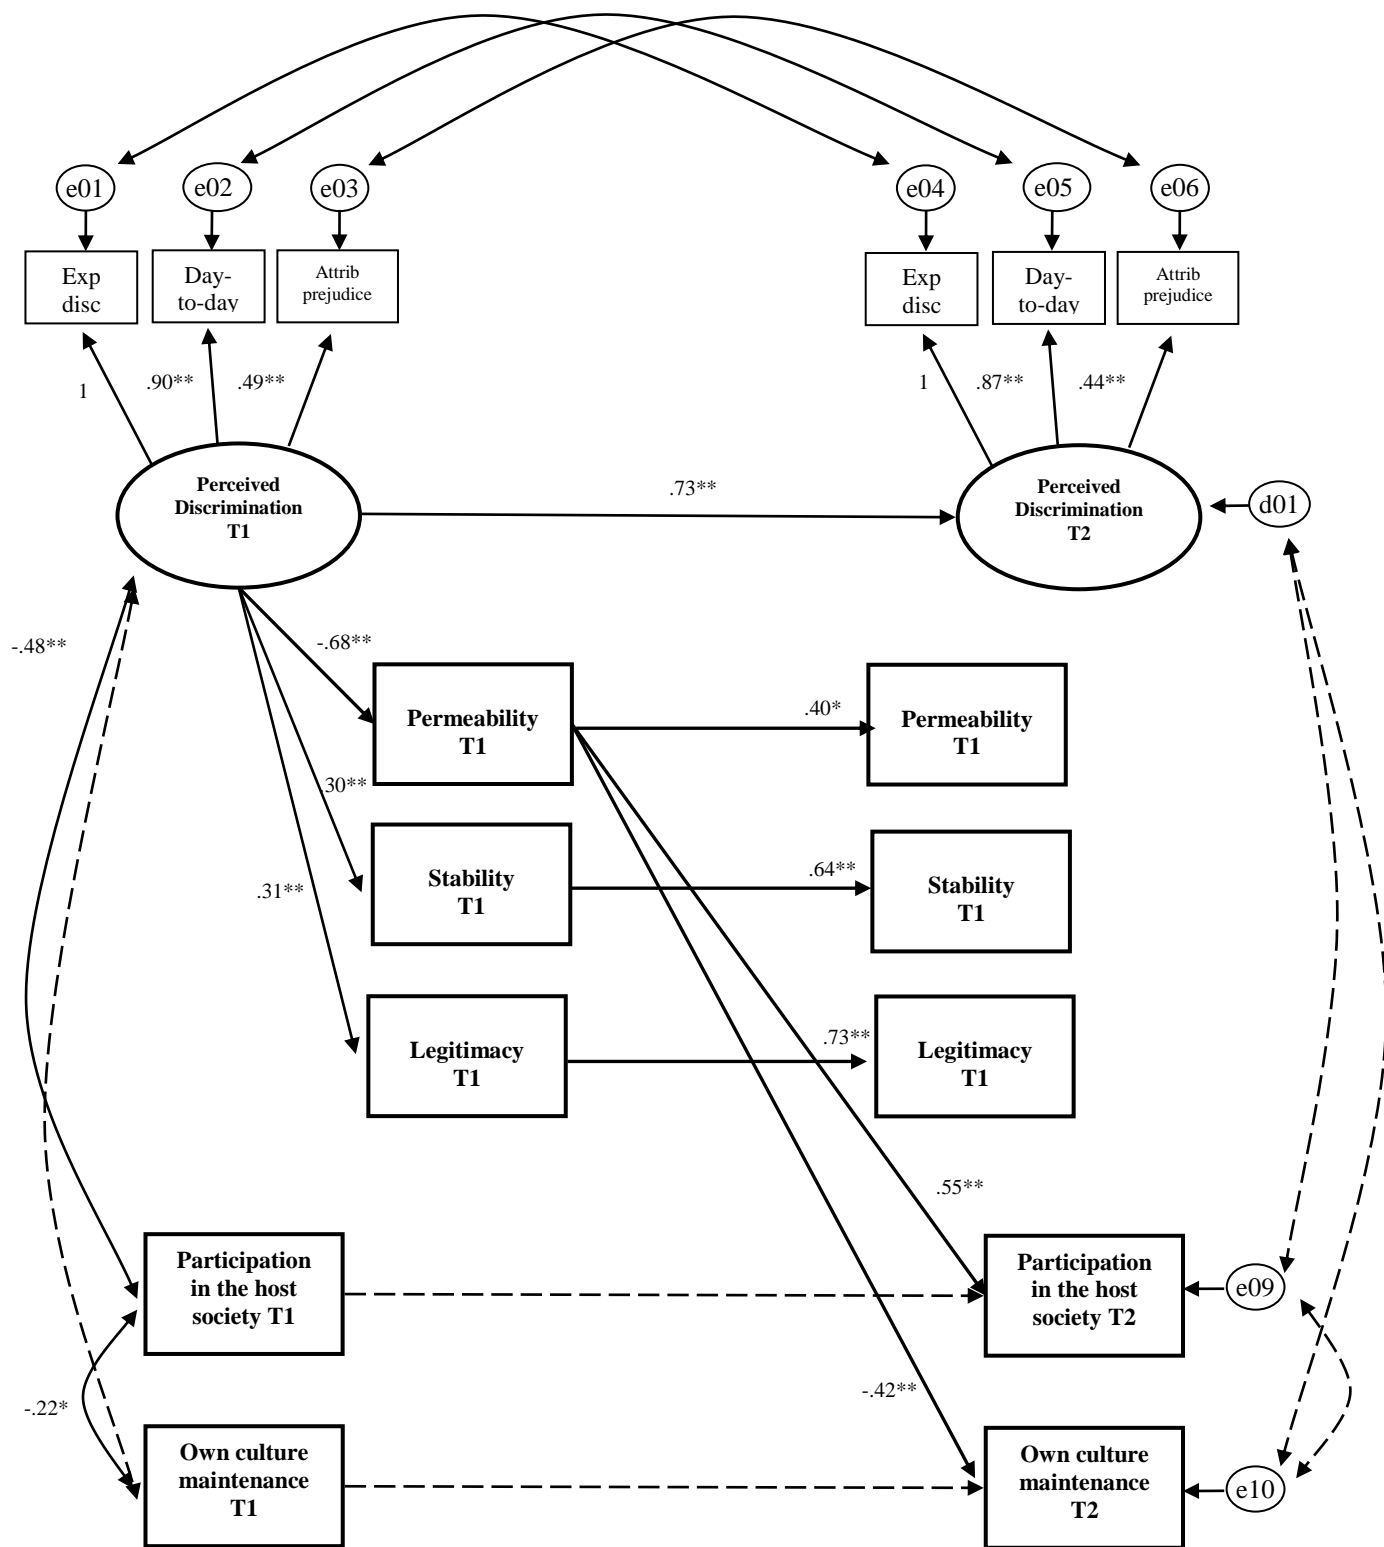 e01
e02
e03
e04
e05
e06
Exp
disc
Day-
to-day
Attrib
prejudice
Exp
disc
Day-
to-day
Attrib
prejudice
1
.90**
.49**
1
.87**
.44**
Perceived
Discrimination
T1
.73**
Perceived
Discrimination
T2
d01
-.48**
-.68**
Permeability
T1
.40*
Permeability
T1
.30**
Stability
T1
.64**
Stability
T1
.31**
Legitimacy
T1
.73**
Legitimacy
T1
.55**
Participation
in the host
society T1
Participation
in the host
society T2
e09
-.22*
-.42**
Own culture
maintenance
T1
Own culture
maintenance
T2
e10